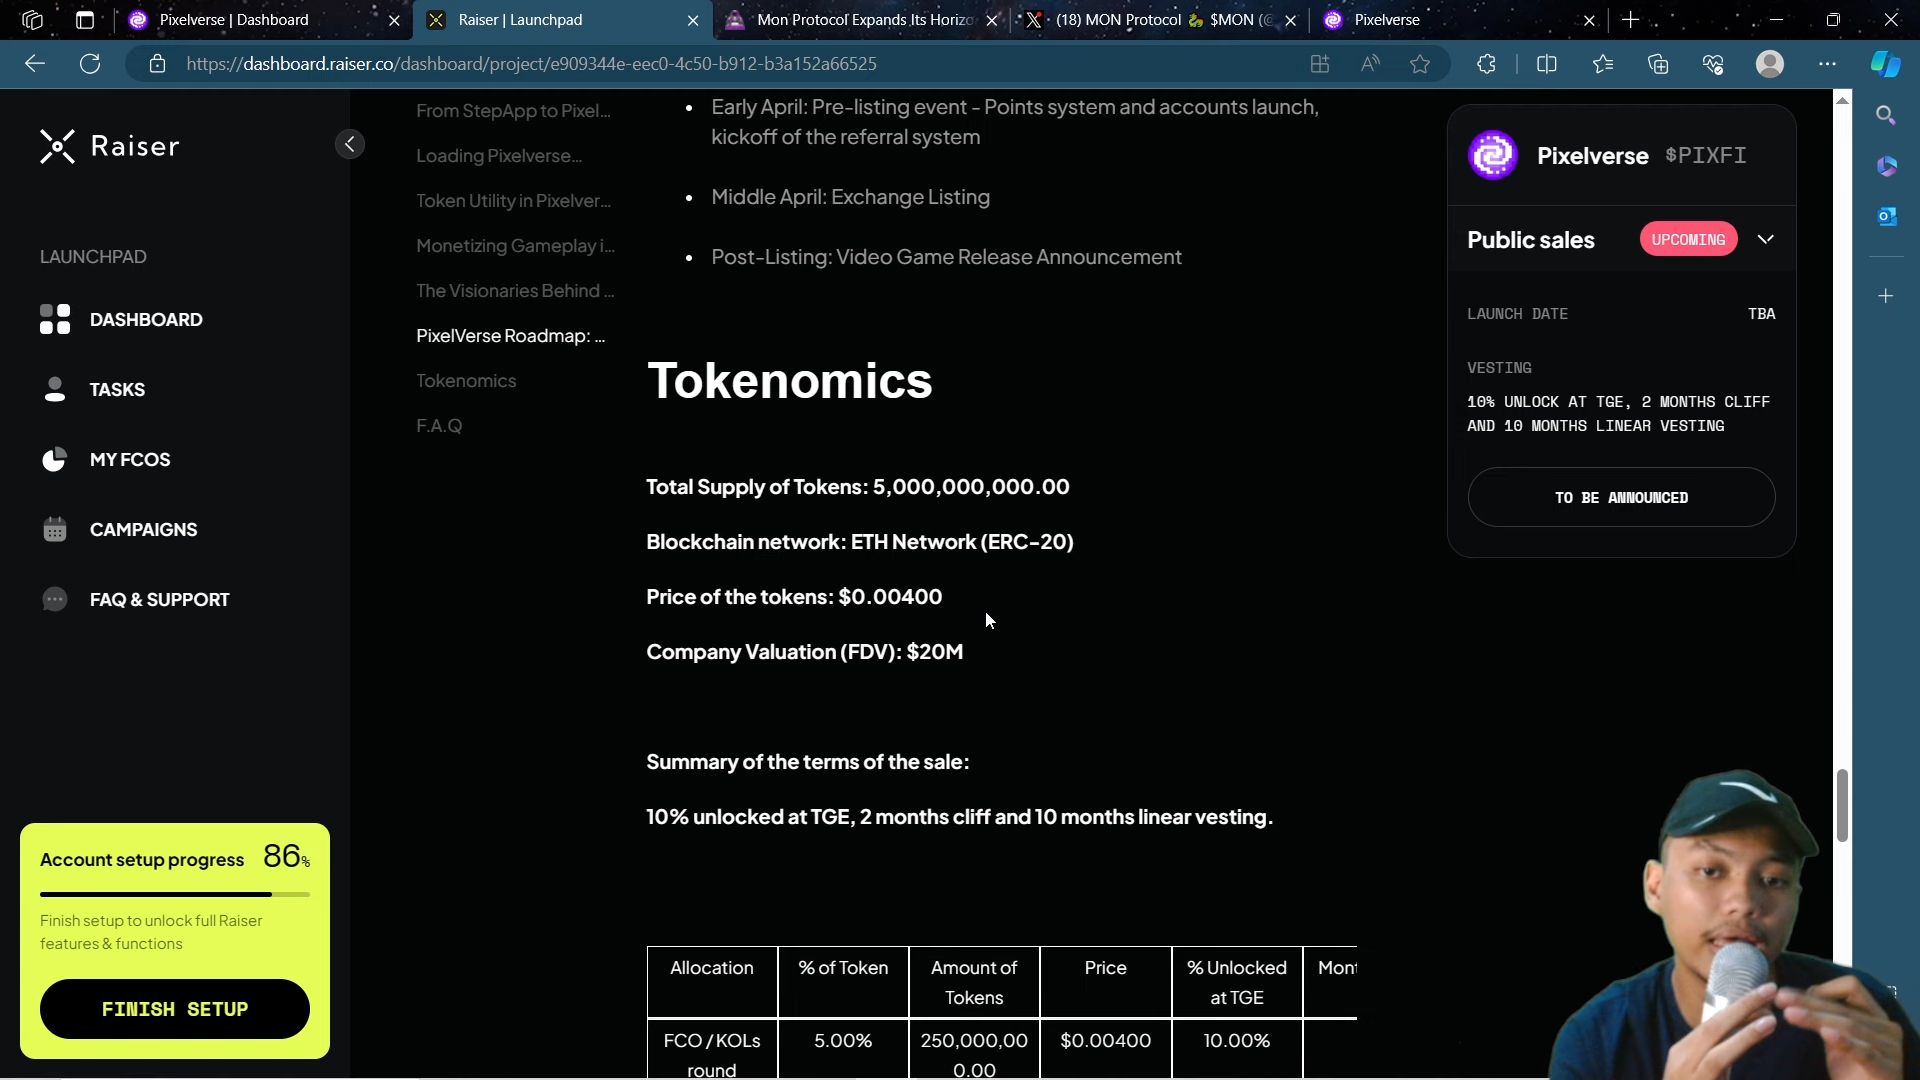 Pixelverse | Dashboard
Raiser | Launchpad
Mon Protocol Expands Its Horizo
(18) MON Protocol 🐉 $MON (@
Pixelverse
https://dashboard.raiser.co/dashboard/project/e909344e-eec0-4c50-b912-b3a152a66525
Raiser
LAUNCHPAD
DASHBOARD
TASKS
MY FCOS
CAMPAIGNS
FAQ & SUPPORT
Account setup progress 86%
Finish setup to unlock full Raiser
features & functions
FINISH SETUP
From StepApp to Pixel...
Loading Pixelverse...
Token Utility in Pixelver...
Monetizing Gameplay i...
The Visionaries Behind ...
PixelVerse Roadmap: ...
Tokenomics
F.A.Q
• Early April: Pre-listing event - Points system and accounts launch,
kickoff of the referral system
• Middle April: Exchange Listing
• Post-Listing: Video Game Release Announcement
Tokenomics
Total Supply of Tokens: 5,000,000,000.00
Blockchain network: ETH Network (ERC-20)
Price of the tokens: $0.00400
Company Valuation (FDV): $20M
Summary of the terms of the sale:
10% unlocked at TGE, 2 months cliff and 10 months linear vesting.
Allocation % of Token Amount of Price % Unlocked Mont
Tokens at TGE
FCO / KOLs 5.00% 250,000,00 $0.00400 10.00%
round 0.00
Pixelverse $PIXFI
Public sales UPCOMING
LAUNCH DATE TBA
VESTING
10% UNLOCK AT TGE, 2 MONTHS CLIFF
AND 10 MONTHS LINEAR VESTING
TO BE ANNOUNCED